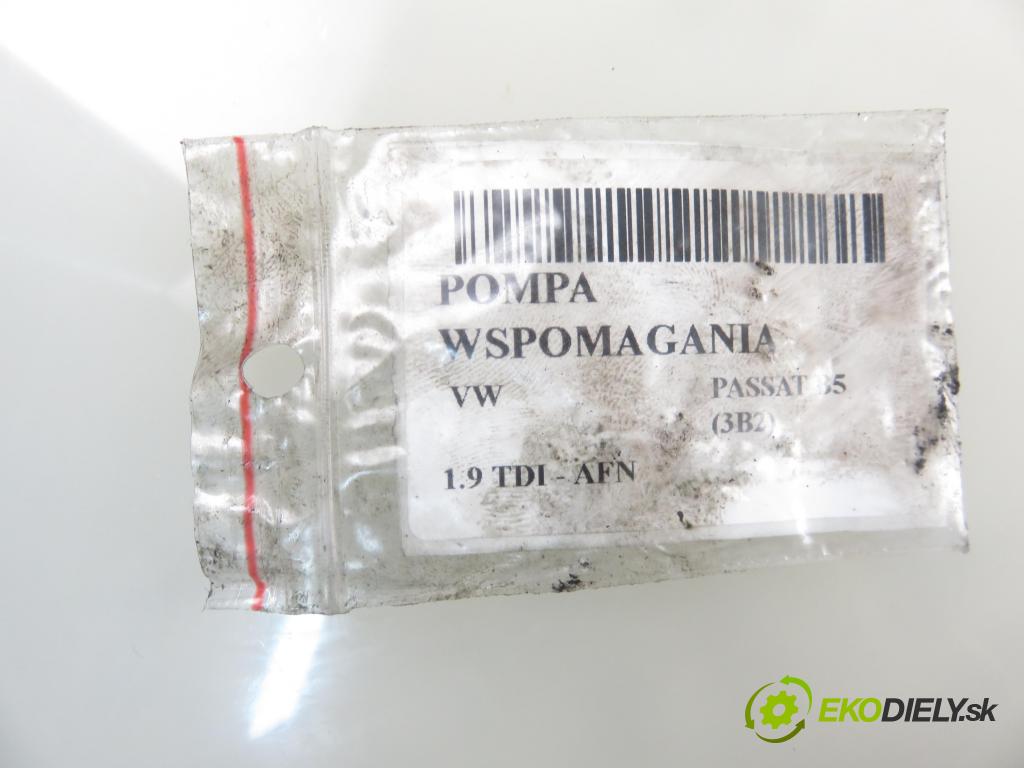 POMPA
WSPOMAGANIA
VW PASSAT B5
(3B2)
1.9 TDI - AFN
EKODIELY.sk